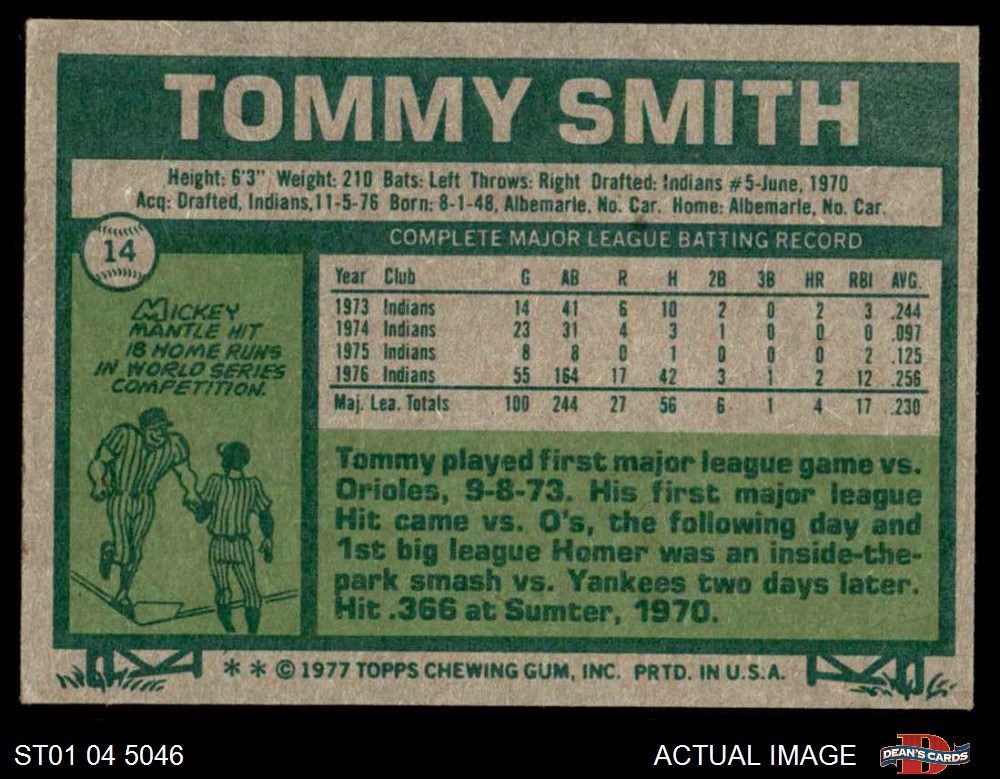 TOMMY SMITH
Height: 6'3" Weight: 210 Bats: Left Throws: Right Drafted: Indians #5-June, 1970
Acq: Drafted, Indians, 11-5-76 Born: 8-1-48, Albemarle, No. Car. Home: Albemarle, No. Car.
14
COMPLETE MAJOR LEAGUE BATTING RECORD
MICKEY
MANTLE HIT
18 HOME RUNS
IN WORLD SERIES
COMPETITION.
Year Club G AB R H 2B 3B HR RBI AVG.
1973 Indians 14 41 6 10 2 0 2 3 .244
1974 Indians 23 31 4 3 1 0 0 0 .097
1975 Indians 8 8 0 1 0 0 0 2 .125
1976 Indians 55 164 17 42 3 1 2 12 .256
Maj. Lea. Totals 100 244 27 56 6 1 4 17 .230
Tommy played first major league game vs.
Orioles, 9-8-73. His first major league
Hit came vs. O's, the following day and
1st big league Homer was an inside-the-
park smash vs. Yankees two days later.
Hit .366 at Sumter, 1970.
** © 1977 TOPPS CHEWING GUM, INC. PRTD. IN U.S.A.
ST01 04 5046
ACTUAL IMAGE
D
DEAN'S CARDS